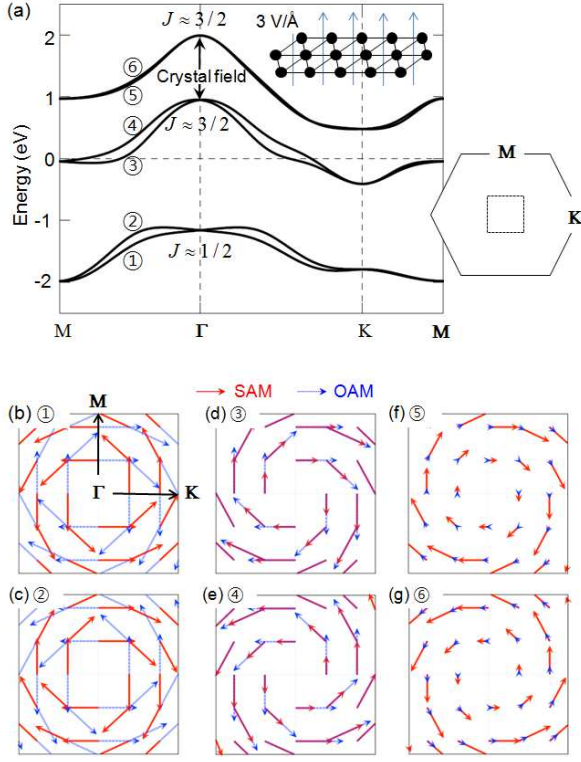 (a)
J ≈ 3/2
3 V/Å
⑥
⑤
Crystal field
④
J ≈ 3/2
③
②
①
J ≈ 1/2
Energy (eV)
2
1
0
-1
-2
M
Γ
K
M
M
K
SAM
OAM
(b) ①
M
Γ
K
(d) ③
(f) ⑤
(c) ②
(e) ④
(g) ⑥